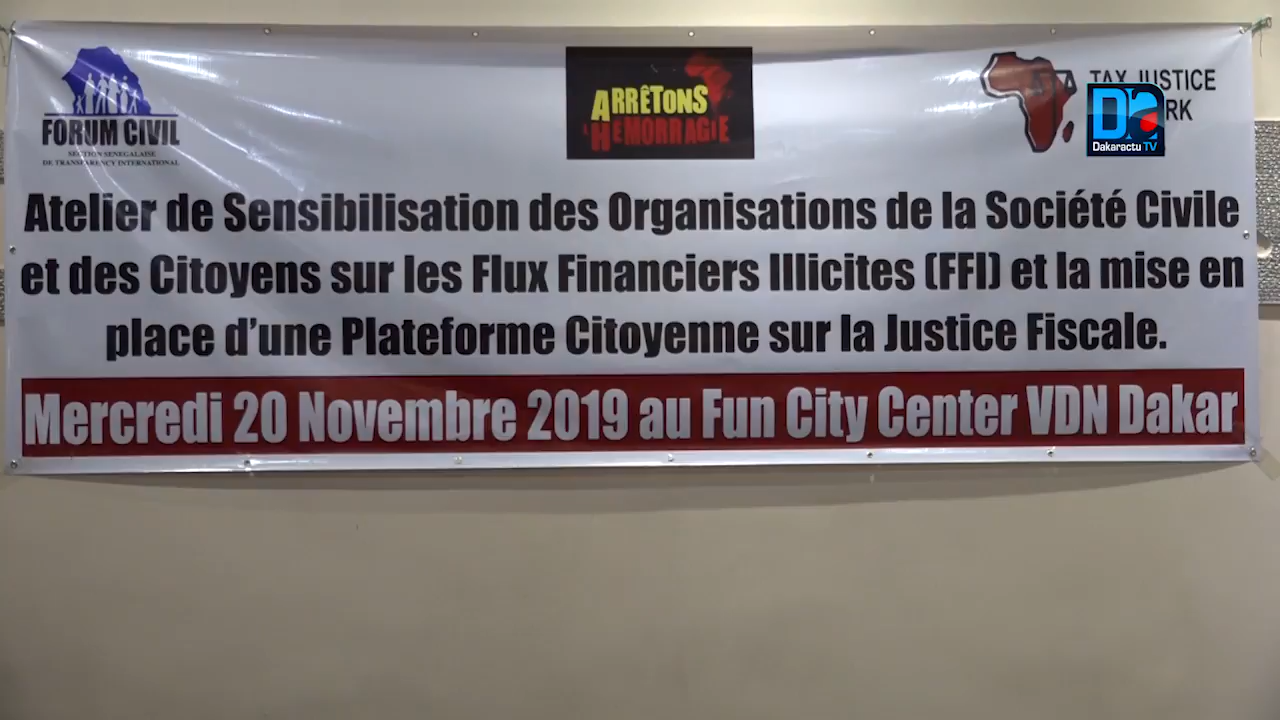 FORUM CIVIL
SECTION SENEGALAISE
DE TRANSPARENCY INTERNATIONAL
ARRÊTONS
L'HÉMORRAGIE
TAX JUSTICE
RK
Dakaractu TV
Atelier de Sensibilisation des Organisations de la Société Civile
et des Citoyens sur les Flux Financiers Illicites (FFI) et la mise en
place d'une Plateforme Citoyenne sur la Justice Fiscale.
Mercredi 20 Novembre 2019 au Fun City Center VDN Dakar